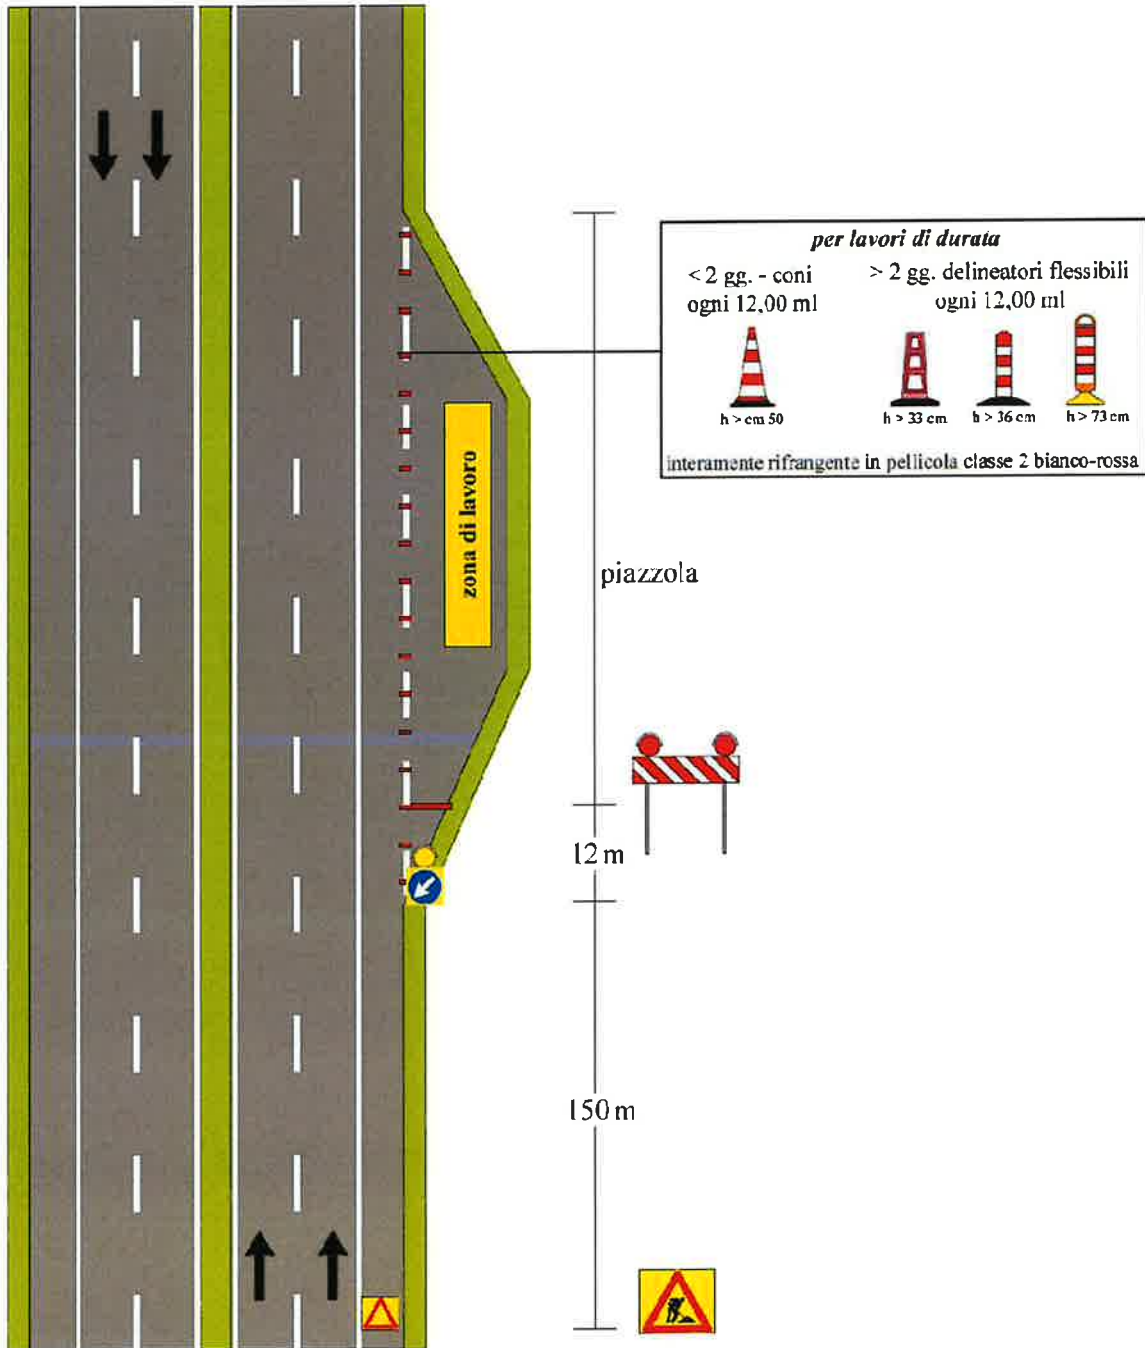 per lavori di durata
< 2 gg. - coni
ogni 12,00 ml
> 2 gg. delineatori flessibili
ogni 12,00 ml
h > cm 50
h > 33 cm
h > 36 cm
h > 73 cm
interamente rifrangente in pellicola classe 2 bianco-rossa
zona di lavoro
piazzola
12 m
150 m